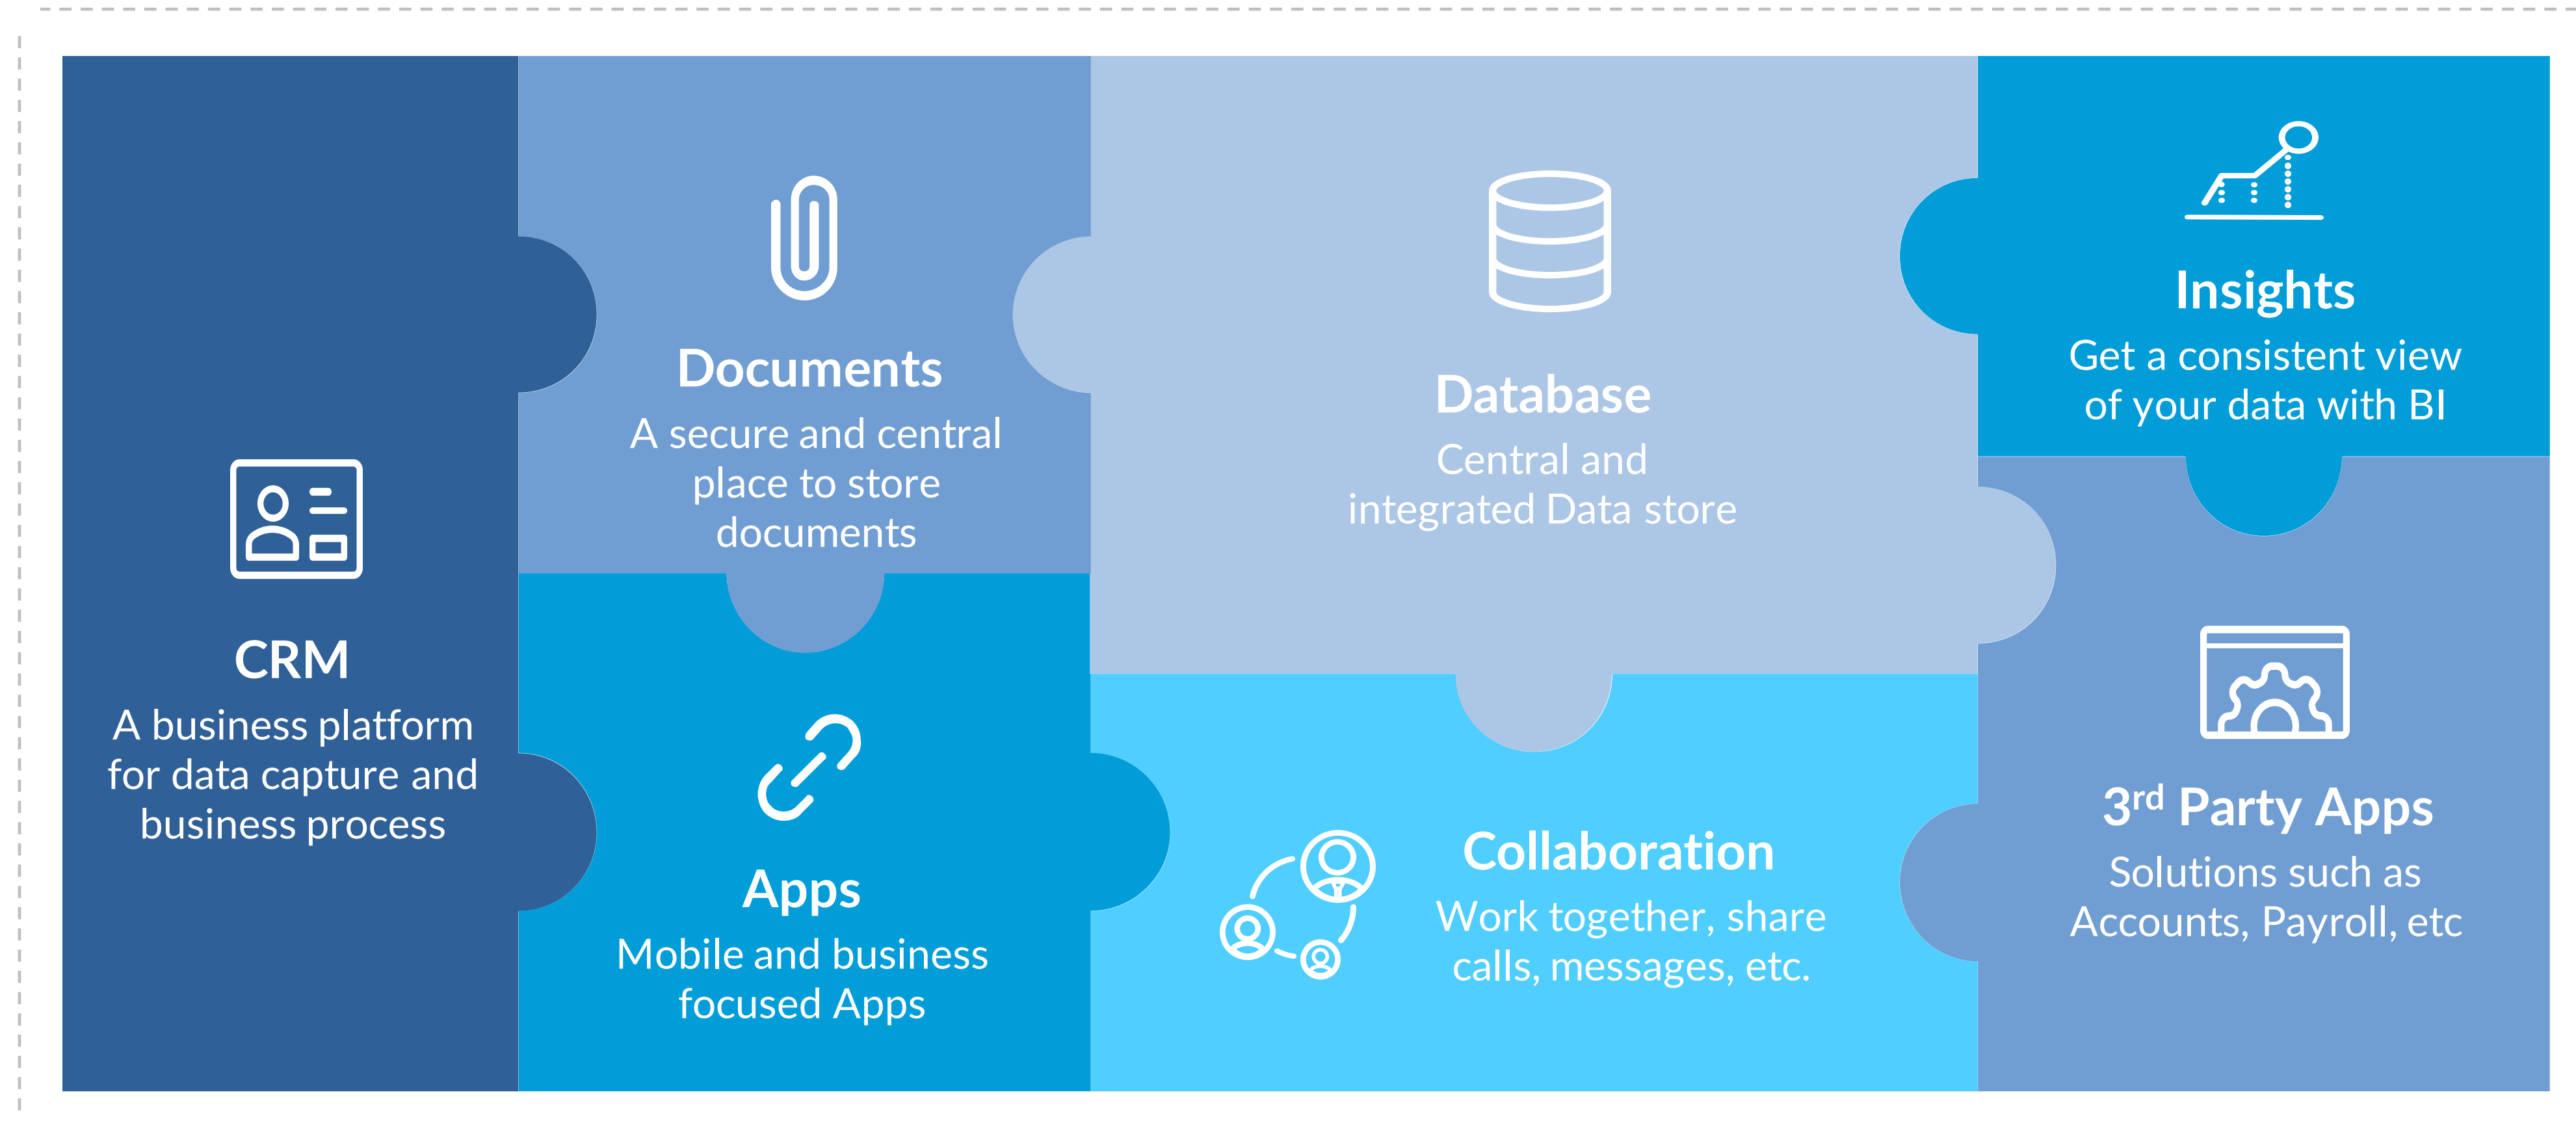 CRM
A business platform
for data capture and
business process
Documents
A secure and central
place to store
documents
Apps
Mobile and business
focused Apps
Database
Central and
integrated Data store
Collaboration
Work together, share
calls, messages, etc.
Insights
Get a consistent view
of your data with BI
3rd Party Apps
Solutions such as
Accounts, Payroll, etc